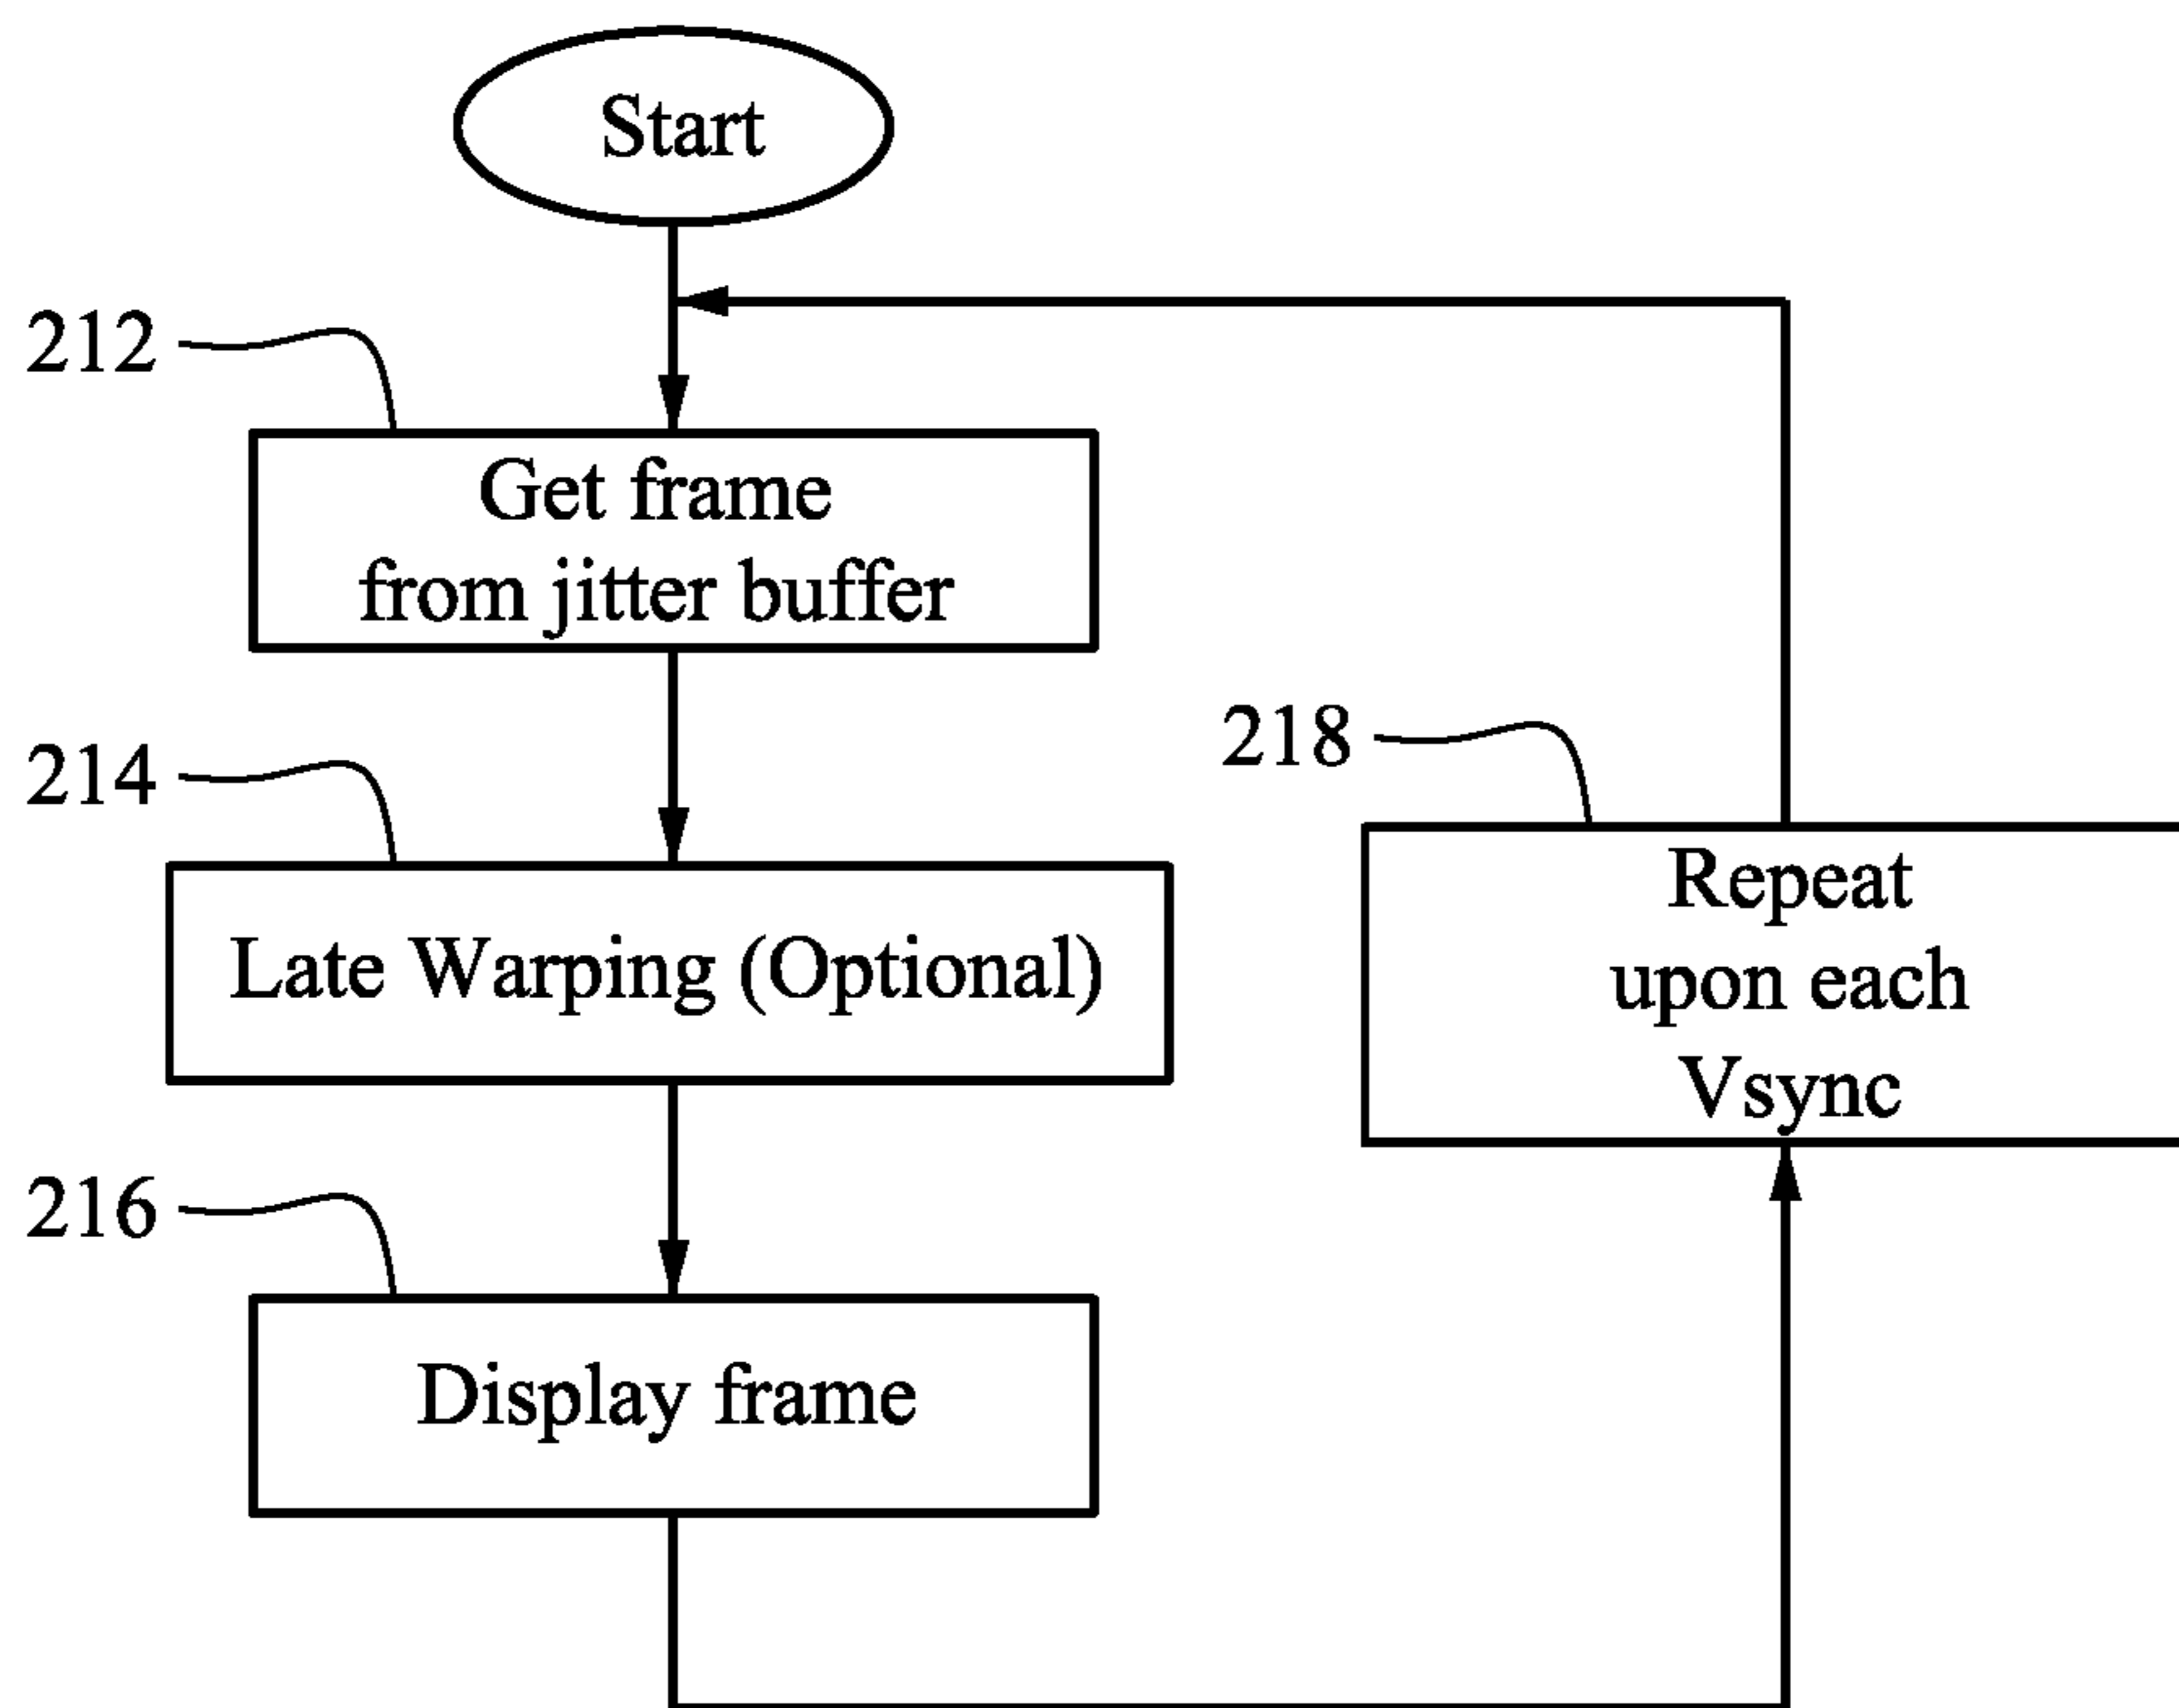 Start
212
Get frame
from jitter buffer
214
Late Warping (Optional)
216
Display frame
218
Repeat
upon each
Vsync